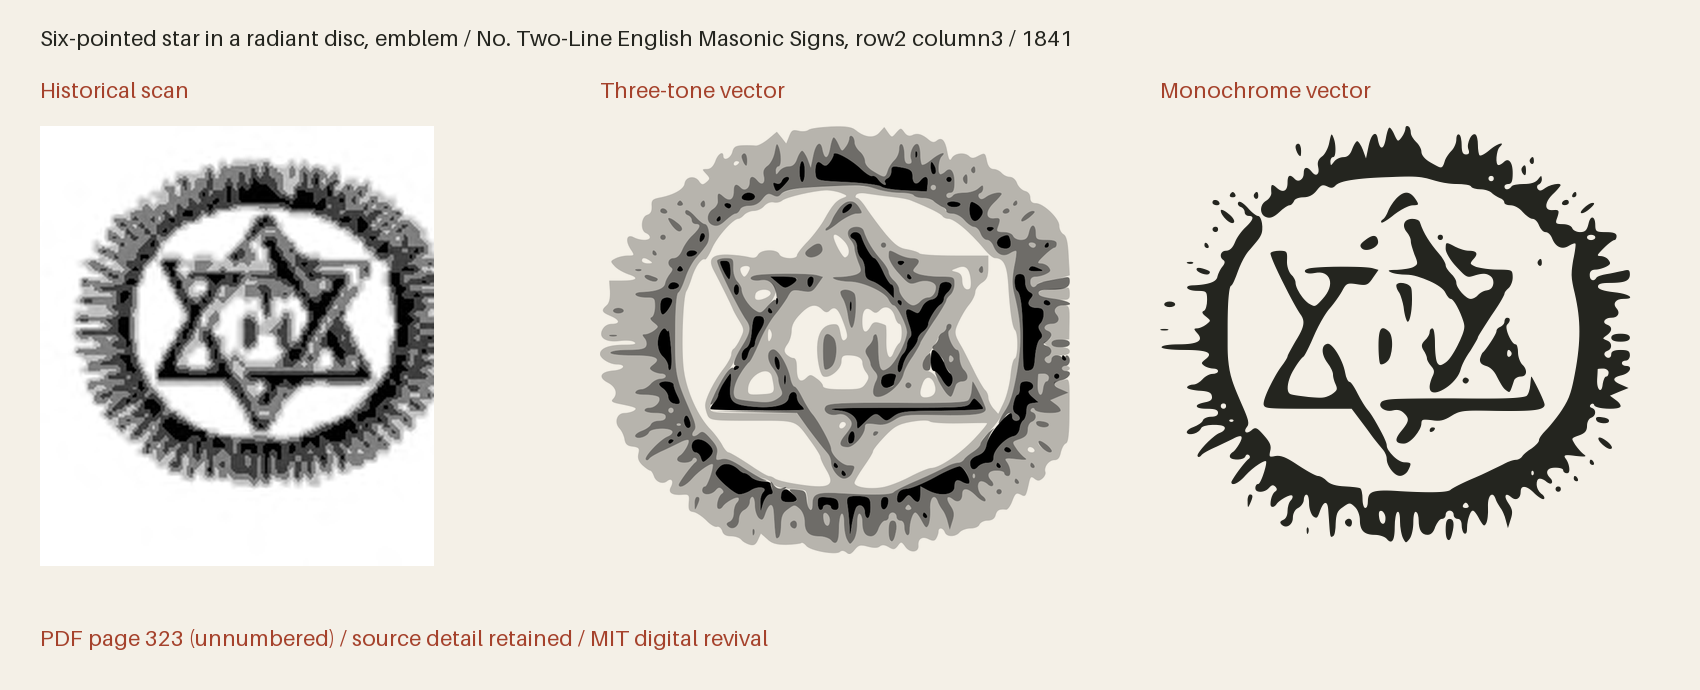 Six-pointed star in a radiant disc, emblem / No. Two-Line English Masonic Signs, row2 column3 / 1841
Historical scan
Three-tone vector
Monochrome vector
PDF page 323 (unnumbered) / source detail retained / MIT digital revival